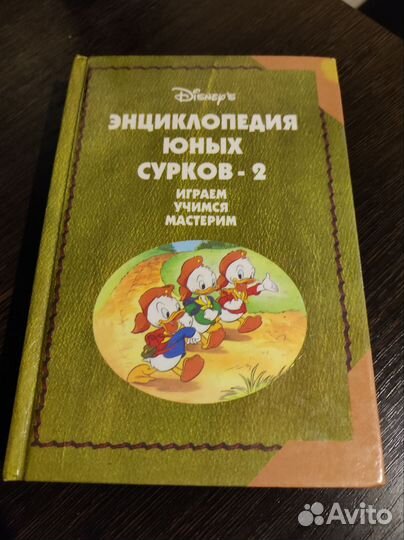 Disney's
ЭНЦИКЛОПЕДИЯ
ЮНЫХ
СУРКОВ - 2
ИГРАЕМ
УЧИМСЯ
МАСТЕРИМ
Avito